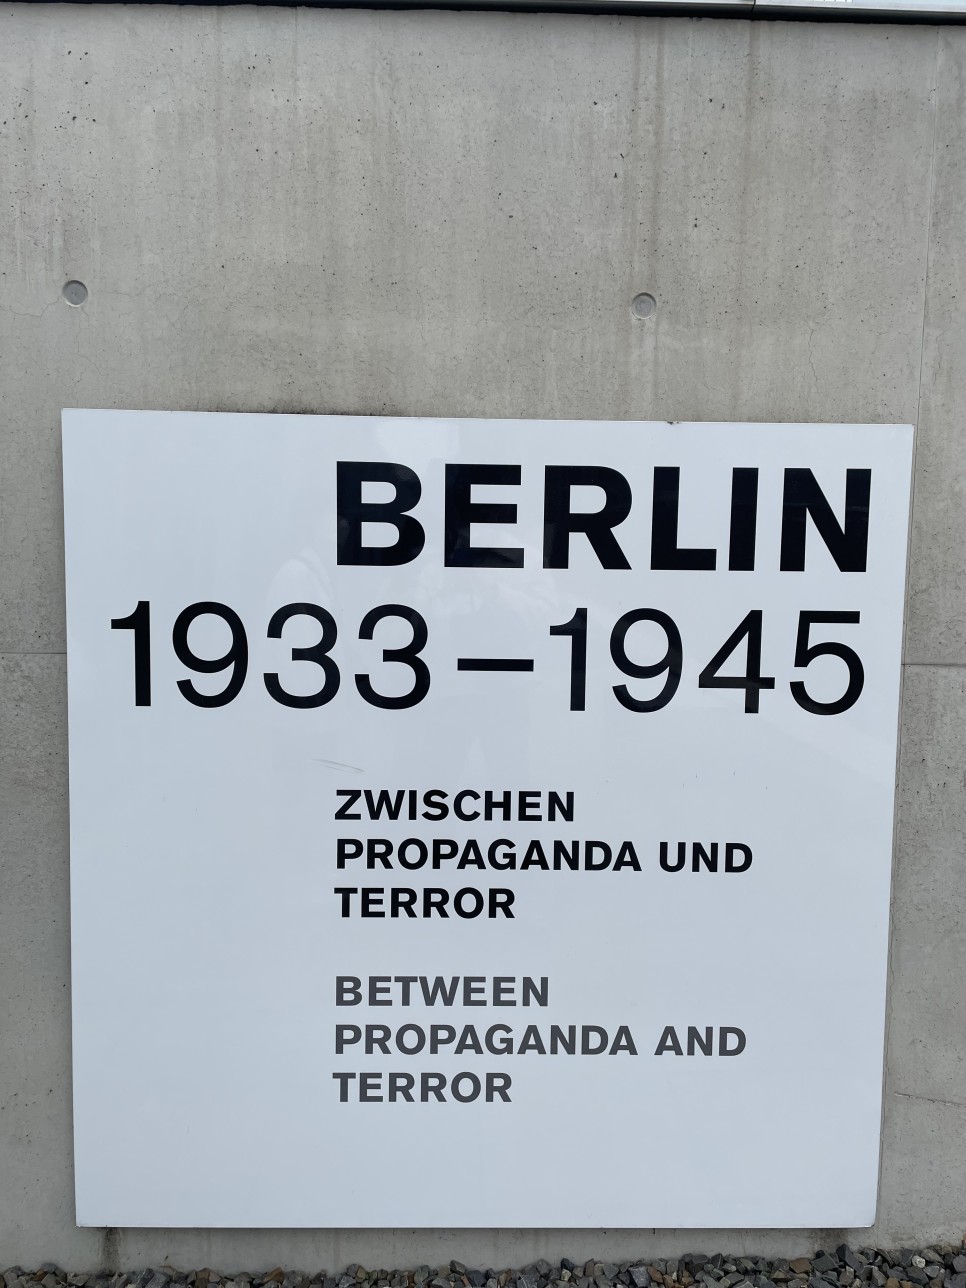 BERLIN
1933–1945
ZWISCHEN
PROPAGANDA UND
TERROR
BETWEEN
PROPAGANDA AND
TERROR